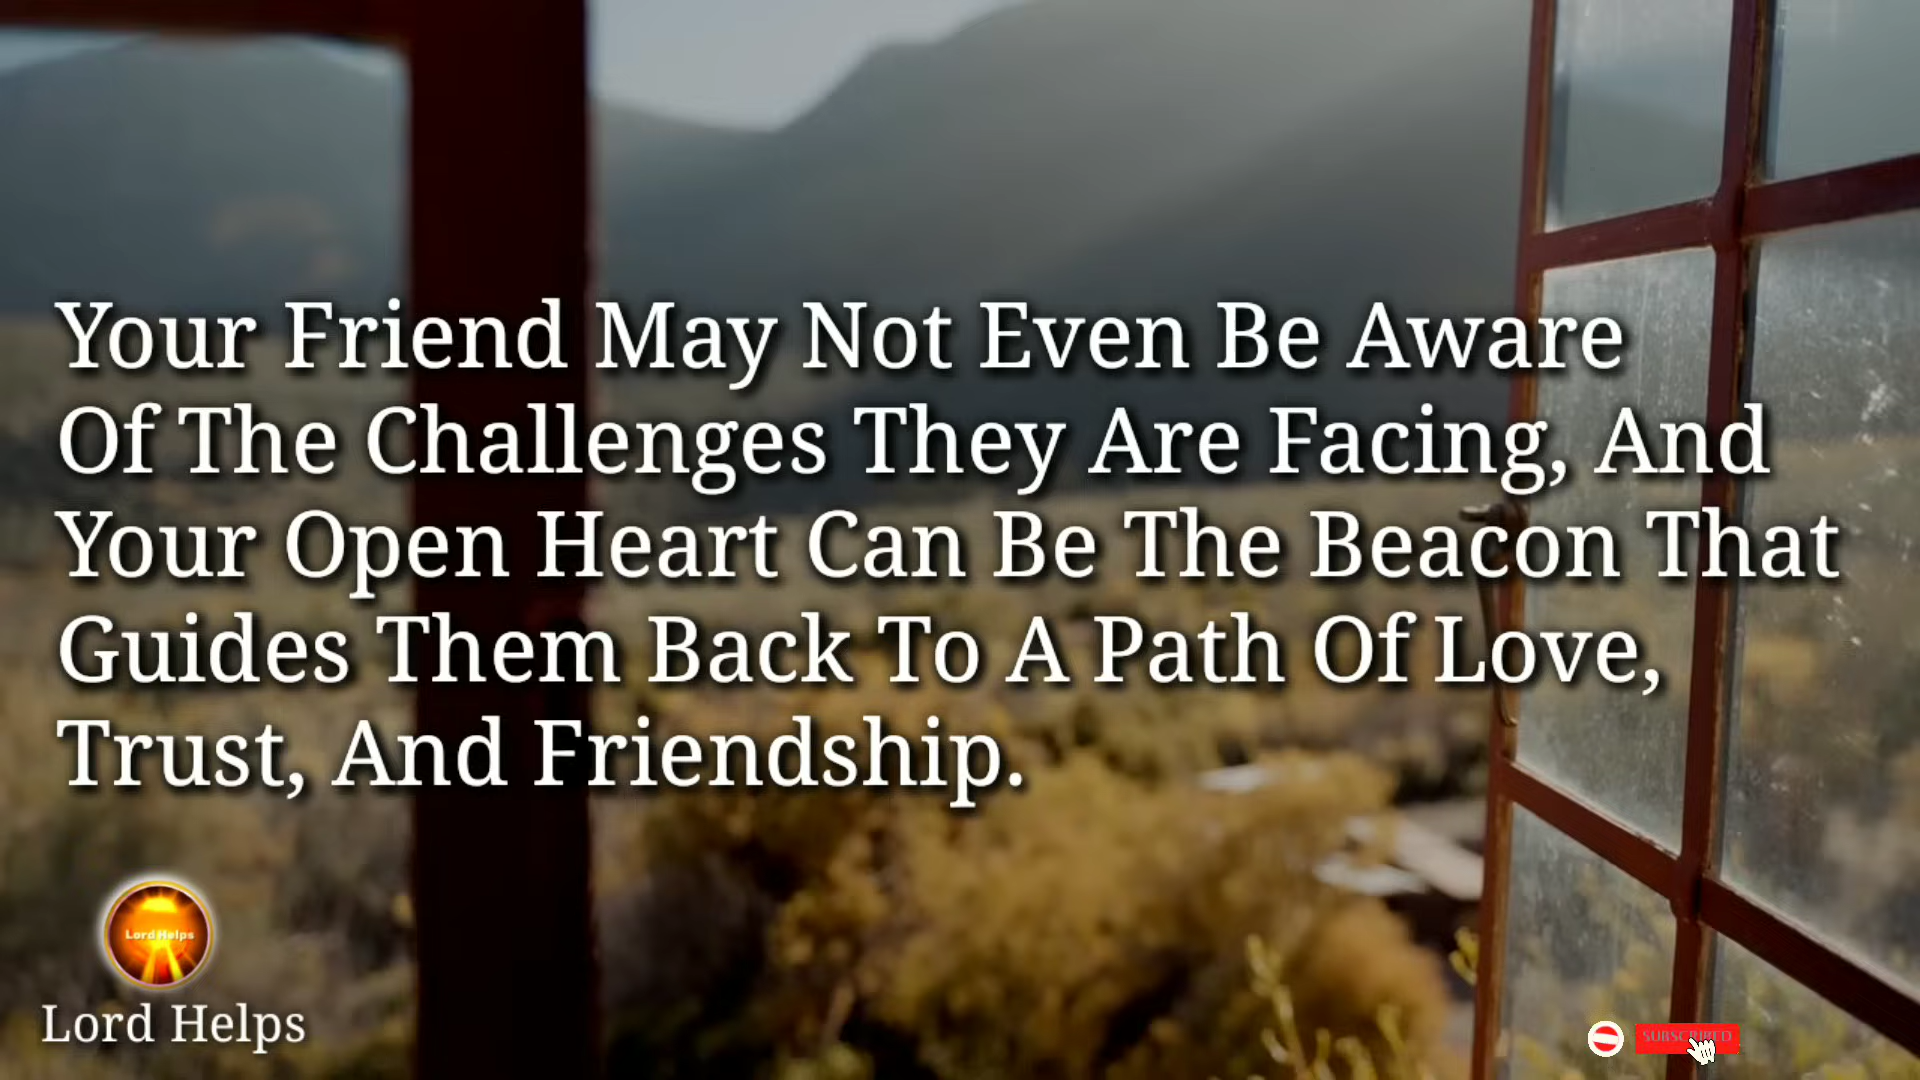 Your Friend May Not Even Be Aware
Of The Challenges They Are Facing, And
Your Open Heart Can Be The Beacon That
Guides Them Back To A Path Of Love,
Trust, And Friendship.
Lord Helps
Lord Helps
SUBSCRIBED